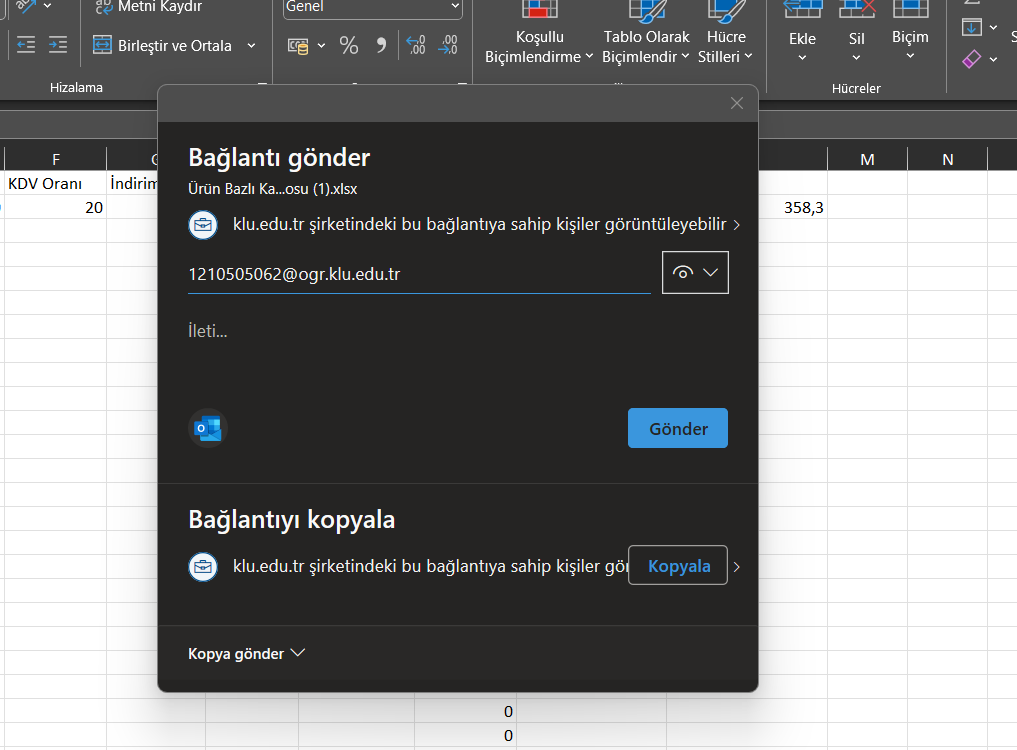 Metni Kaydır
Genel
Birleştir ve Ortala
%
,00
,00
Koşullu
Biçimlendirme
Tablo Olarak
Biçimlendir
Hücre
Stilleri
Ekle
Sil
Biçim
Hizalama
Hücreler
F
M
N
KDV Oranı
İndirim
20
358,3
Bağlantı gönder
Ürün Bazlı Ka...osu (1).xlsx
klu.edu.tr şirketindeki bu bağlantıya sahip kişiler görüntüleyebilir
1210505062@ogr.klu.edu.tr
İleti...
Gönder
Bağlantıyı kopyala
klu.edu.tr şirketindeki bu bağlantıya sahip kişiler gör
Kopyala
Kopya gönder
0
0